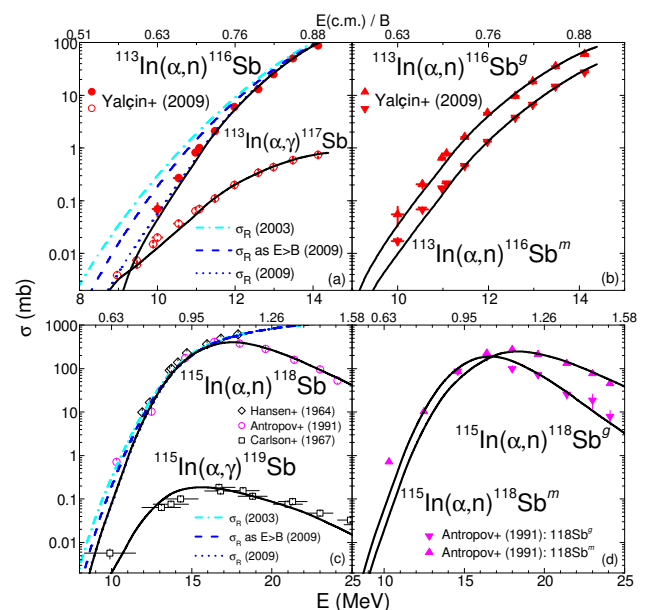 E(c.m.) / B
0.51 0.63 0.76 0.88 0.63 0.76 0.88
100
10
1
0.1
0.01
¹¹³In(α,n)¹¹⁶Sb
Yalçin+ (2009)
¹¹³In(α,γ)¹¹⁷Sb
σR (2003)
σR as E>B (2009)
σR (2009)
(a)
8 10 12 14
¹¹³In(α,n)¹¹⁶Sbᵍ
Yalçin+ (2009)
¹¹³In(α,n)¹¹⁶Sbᵐ
(b)
10 12 14
σ (mb)
0.63 0.95 1.26 1.58 0.63 0.95 1.26 1.58
1000
100
10
1
0.1
0.01
¹¹⁵In(α,n)¹¹⁸Sb
Hansen+ (1964)
Antropov+ (1991)
Carlson+ (1967)
¹¹⁵In(α,γ)¹¹⁹Sb
σR (2003)
σR as E>B (2009)
σR (2009)
(c)
10 15 20 25
¹¹⁵In(α,n)¹¹⁸Sbᵍ
¹¹⁵In(α,n)¹¹⁸Sbᵐ
Antropov+ (1991): 118Sbᵍ
Antropov+ (1991): 118Sbᵐ
(d)
11 15 19 23
E (MeV)